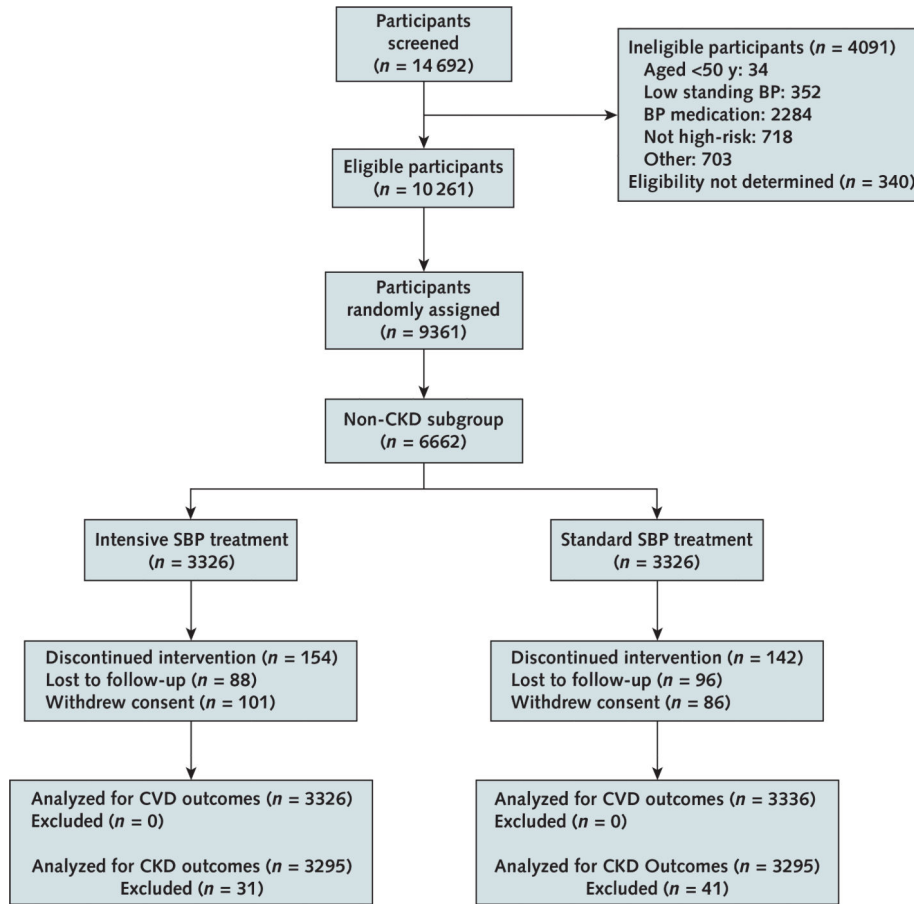 Participants
screened
(n = 14 692)
Ineligible participants (n = 4091)
Aged <50 y: 34
Low standing BP: 352
BP medication: 2284
Not high-risk: 718
Other: 703
Eligibility not determined (n = 340)
Eligible participants
(n = 10 261)
Participants
randomly assigned
(n = 9361)
Non-CKD subgroup
(n = 6662)
Intensive SBP treatment
(n = 3326)
Standard SBP treatment
(n = 3326)
Discontinued intervention (n = 154)
Lost to follow-up (n = 88)
Withdrew consent (n = 101)
Discontinued intervention (n = 142)
Lost to follow-up (n = 96)
Withdrew consent (n = 86)
Analyzed for CVD outcomes (n = 3326)
Excluded (n = 0)
Analyzed for CKD outcomes (n = 3295)
Excluded (n = 31)
Analyzed for CVD outcomes (n = 3336)
Excluded (n = 0)
Analyzed for CKD Outcomes (n = 3295)
Excluded (n = 41)